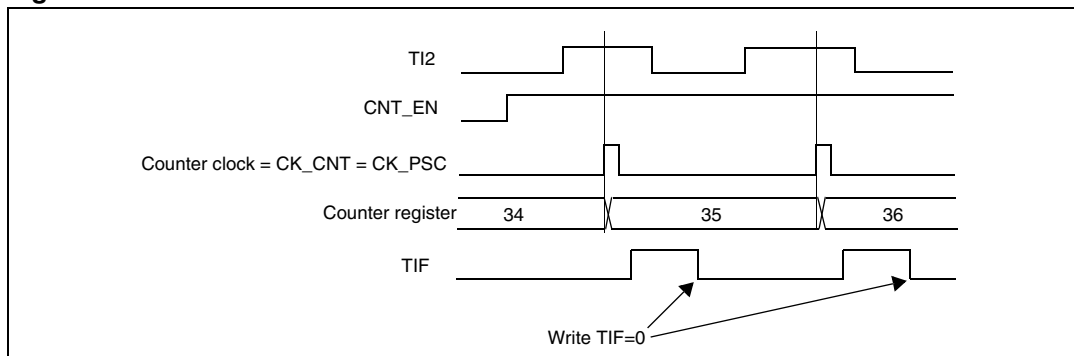 TI2
CNT_EN
Counter clock = CK_CNT = CK_PSC
Counter register 34 35 36
TIF
Write TIF=0